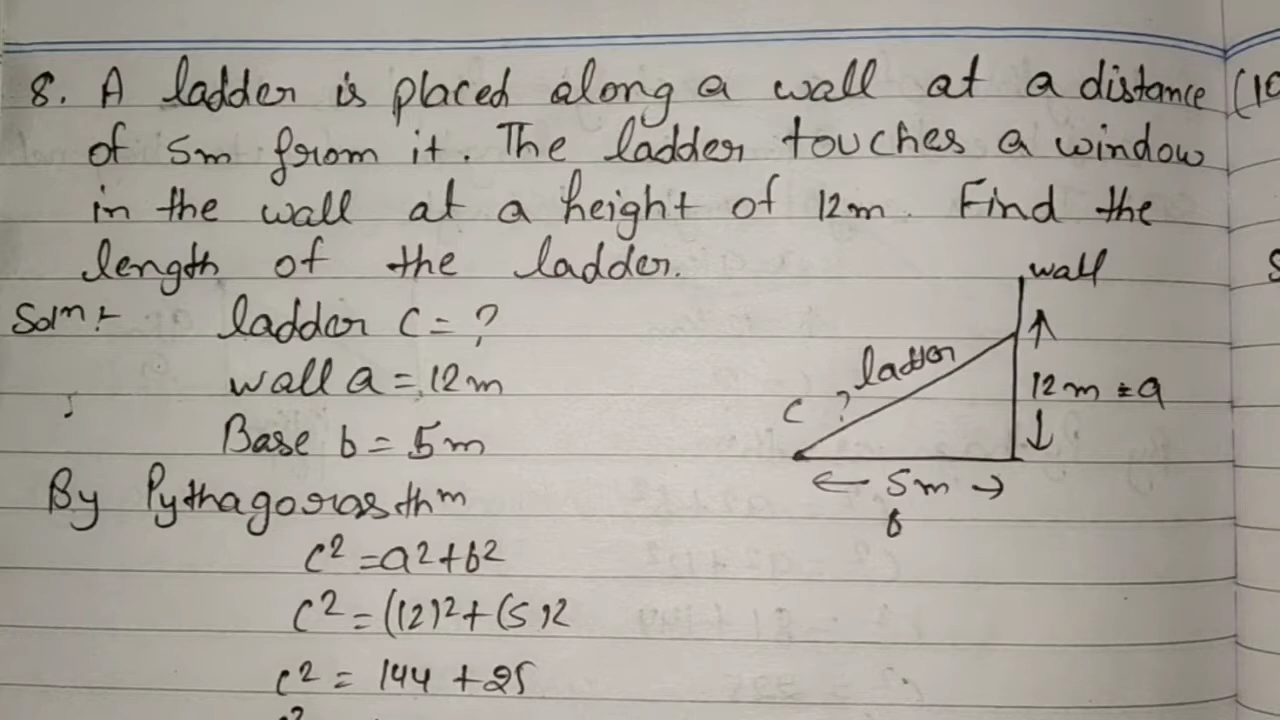 8. A ladder is placed along a wall at a distance
of 5m from it. The ladder touches a window
in the wall at a height of 12m. Find the
length of the ladder.
Soln:-
ladder c = ?
wall a = 12m
Base b = 5m
By Pythagoras thm
c² = a² + b²
c² = (12)² + (5)2
c² = 144 + 25
wall
ladder
c ?
12m = a
← 5m →
b